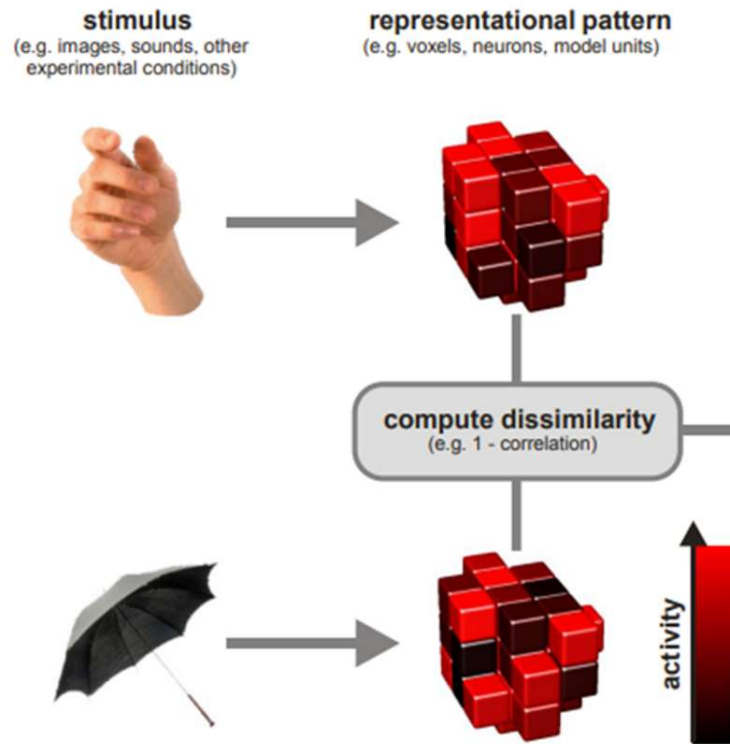 stimulus
(e.g. images, sounds, other
experimental conditions)
representational pattern
(e.g. voxels, neurons, model units)
compute dissimilarity
(e.g. 1 - correlation)
activity